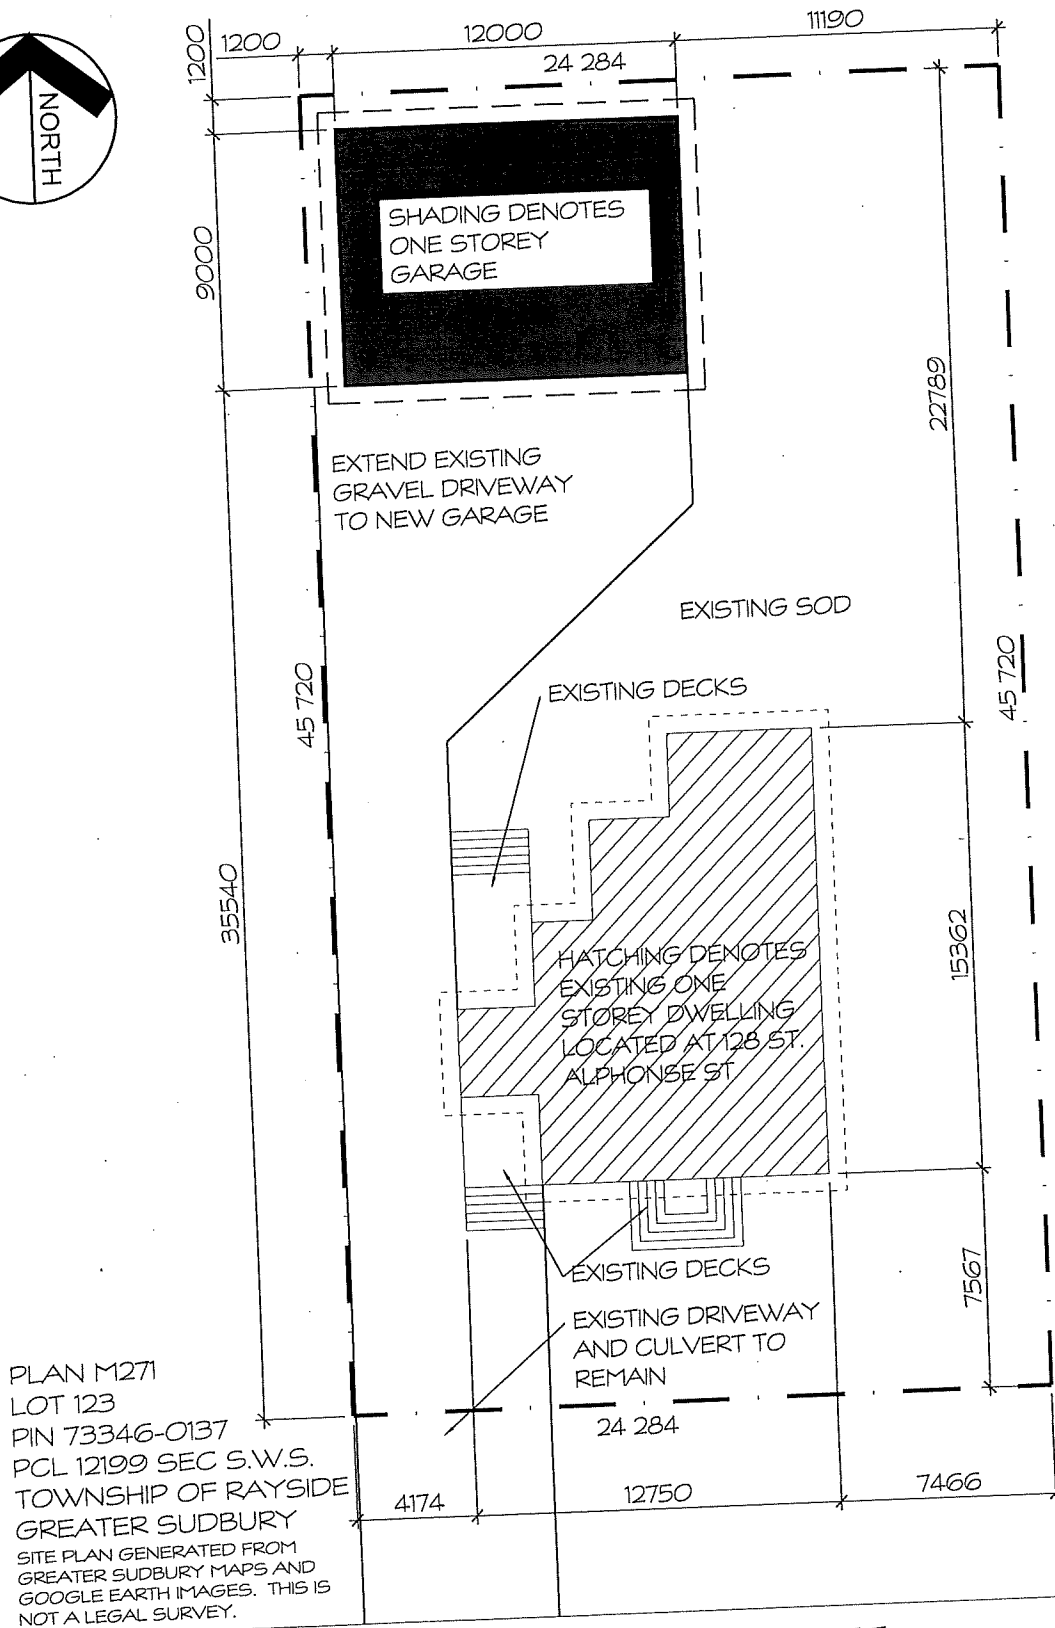 1200
1200
12000
11190
24 284
NORTH
SHADING DENOTES
ONE STOREY
GARAGE
9000
22789
EXTEND EXISTING
GRAVEL DRIVEWAY
TO NEW GARAGE
EXISTING SOD
45 720
45 720
EXISTING DECKS
35540
15362
HATCHING DENOTES
EXISTING ONE
STOREY DWELLING
LOCATED AT 128 ST.
ALPHONSE ST
7567
EXISTING DECKS
EXISTING DRIVEWAY
AND CULVERT TO
REMAIN
24 284
PLAN M271
LOT 123
PIN 73346-0137
PCL 12199 SEC S.W.S.
TOWNSHIP OF RAYSIDE
GREATER SUDBURY
SITE PLAN GENERATED FROM
GREATER SUDBURY MAPS AND
GOOGLE EARTH IMAGES. THIS IS
NOT A LEGAL SURVEY.
4174
12750
7466